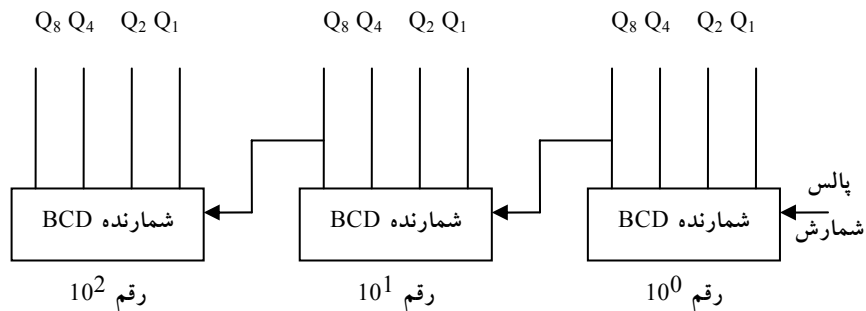 Q8 Q4 Q2 Q1 Q8 Q4 Q2 Q1 Q8 Q4 Q2 Q1
پالس
شمارش
شمارنده BCD شمارنده BCD شمارنده BCD
رقم 10^2 رقم 10^1 رقم 10^0